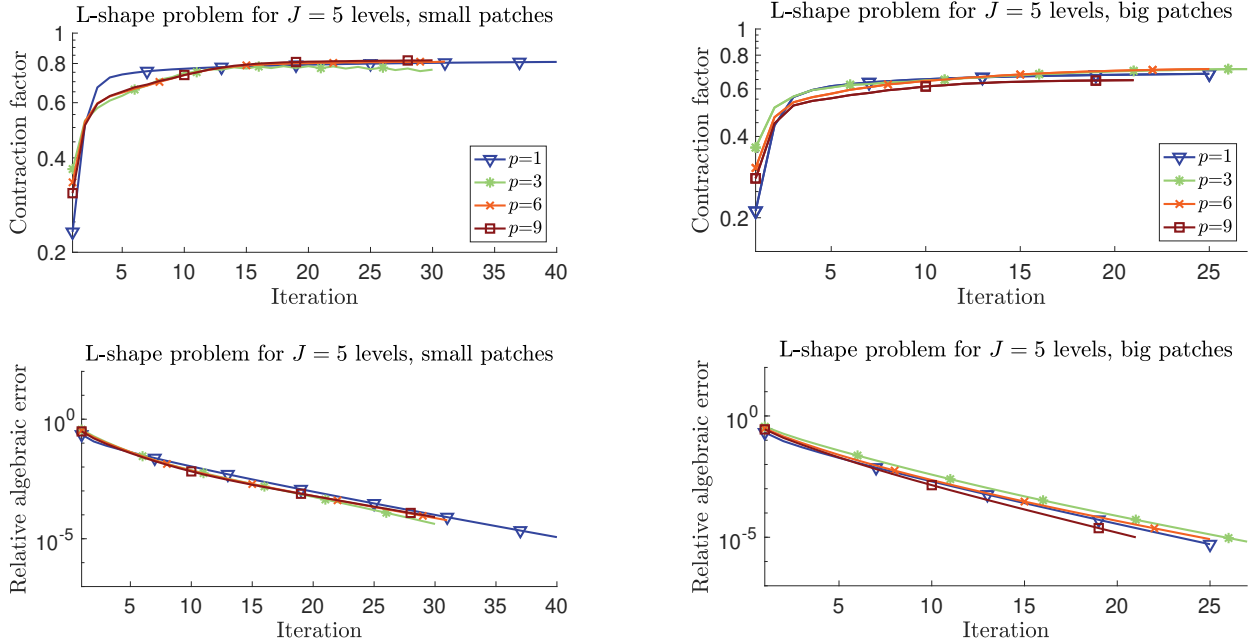 L-shape problem for J = 5 levels, small patches
Contraction factor
1
0.8
0.6
0.4
0.2
p=1
p=3
p=6
p=9
5 10 15 20 25 30 35 40
Iteration
L-shape problem for J = 5 levels, big patches
Contraction factor
1
0.8
0.6
0.4
0.2
p=1
p=3
p=6
p=9
5 10 15 20 25
Iteration
L-shape problem for J = 5 levels, small patches
Relative algebraic error
10^0
10^-5
5 10 15 20 25 30 35 40
Iteration
L-shape problem for J = 5 levels, big patches
Relative algebraic error
10^0
10^-5
5 10 15 20 25
Iteration